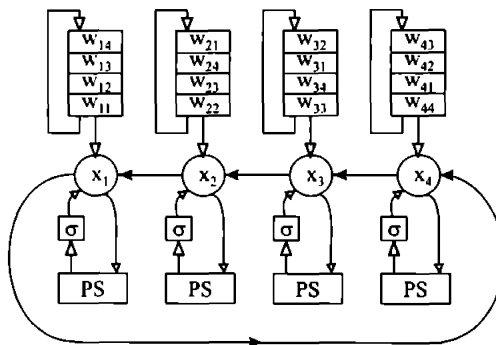 W14 W21 W32 W43
W13 W24 W31 W42
W12 W23 W34 W41
W11 W22 W33 W44
x1 x2 x3 x4
σ σ σ σ
PS PS PS PS